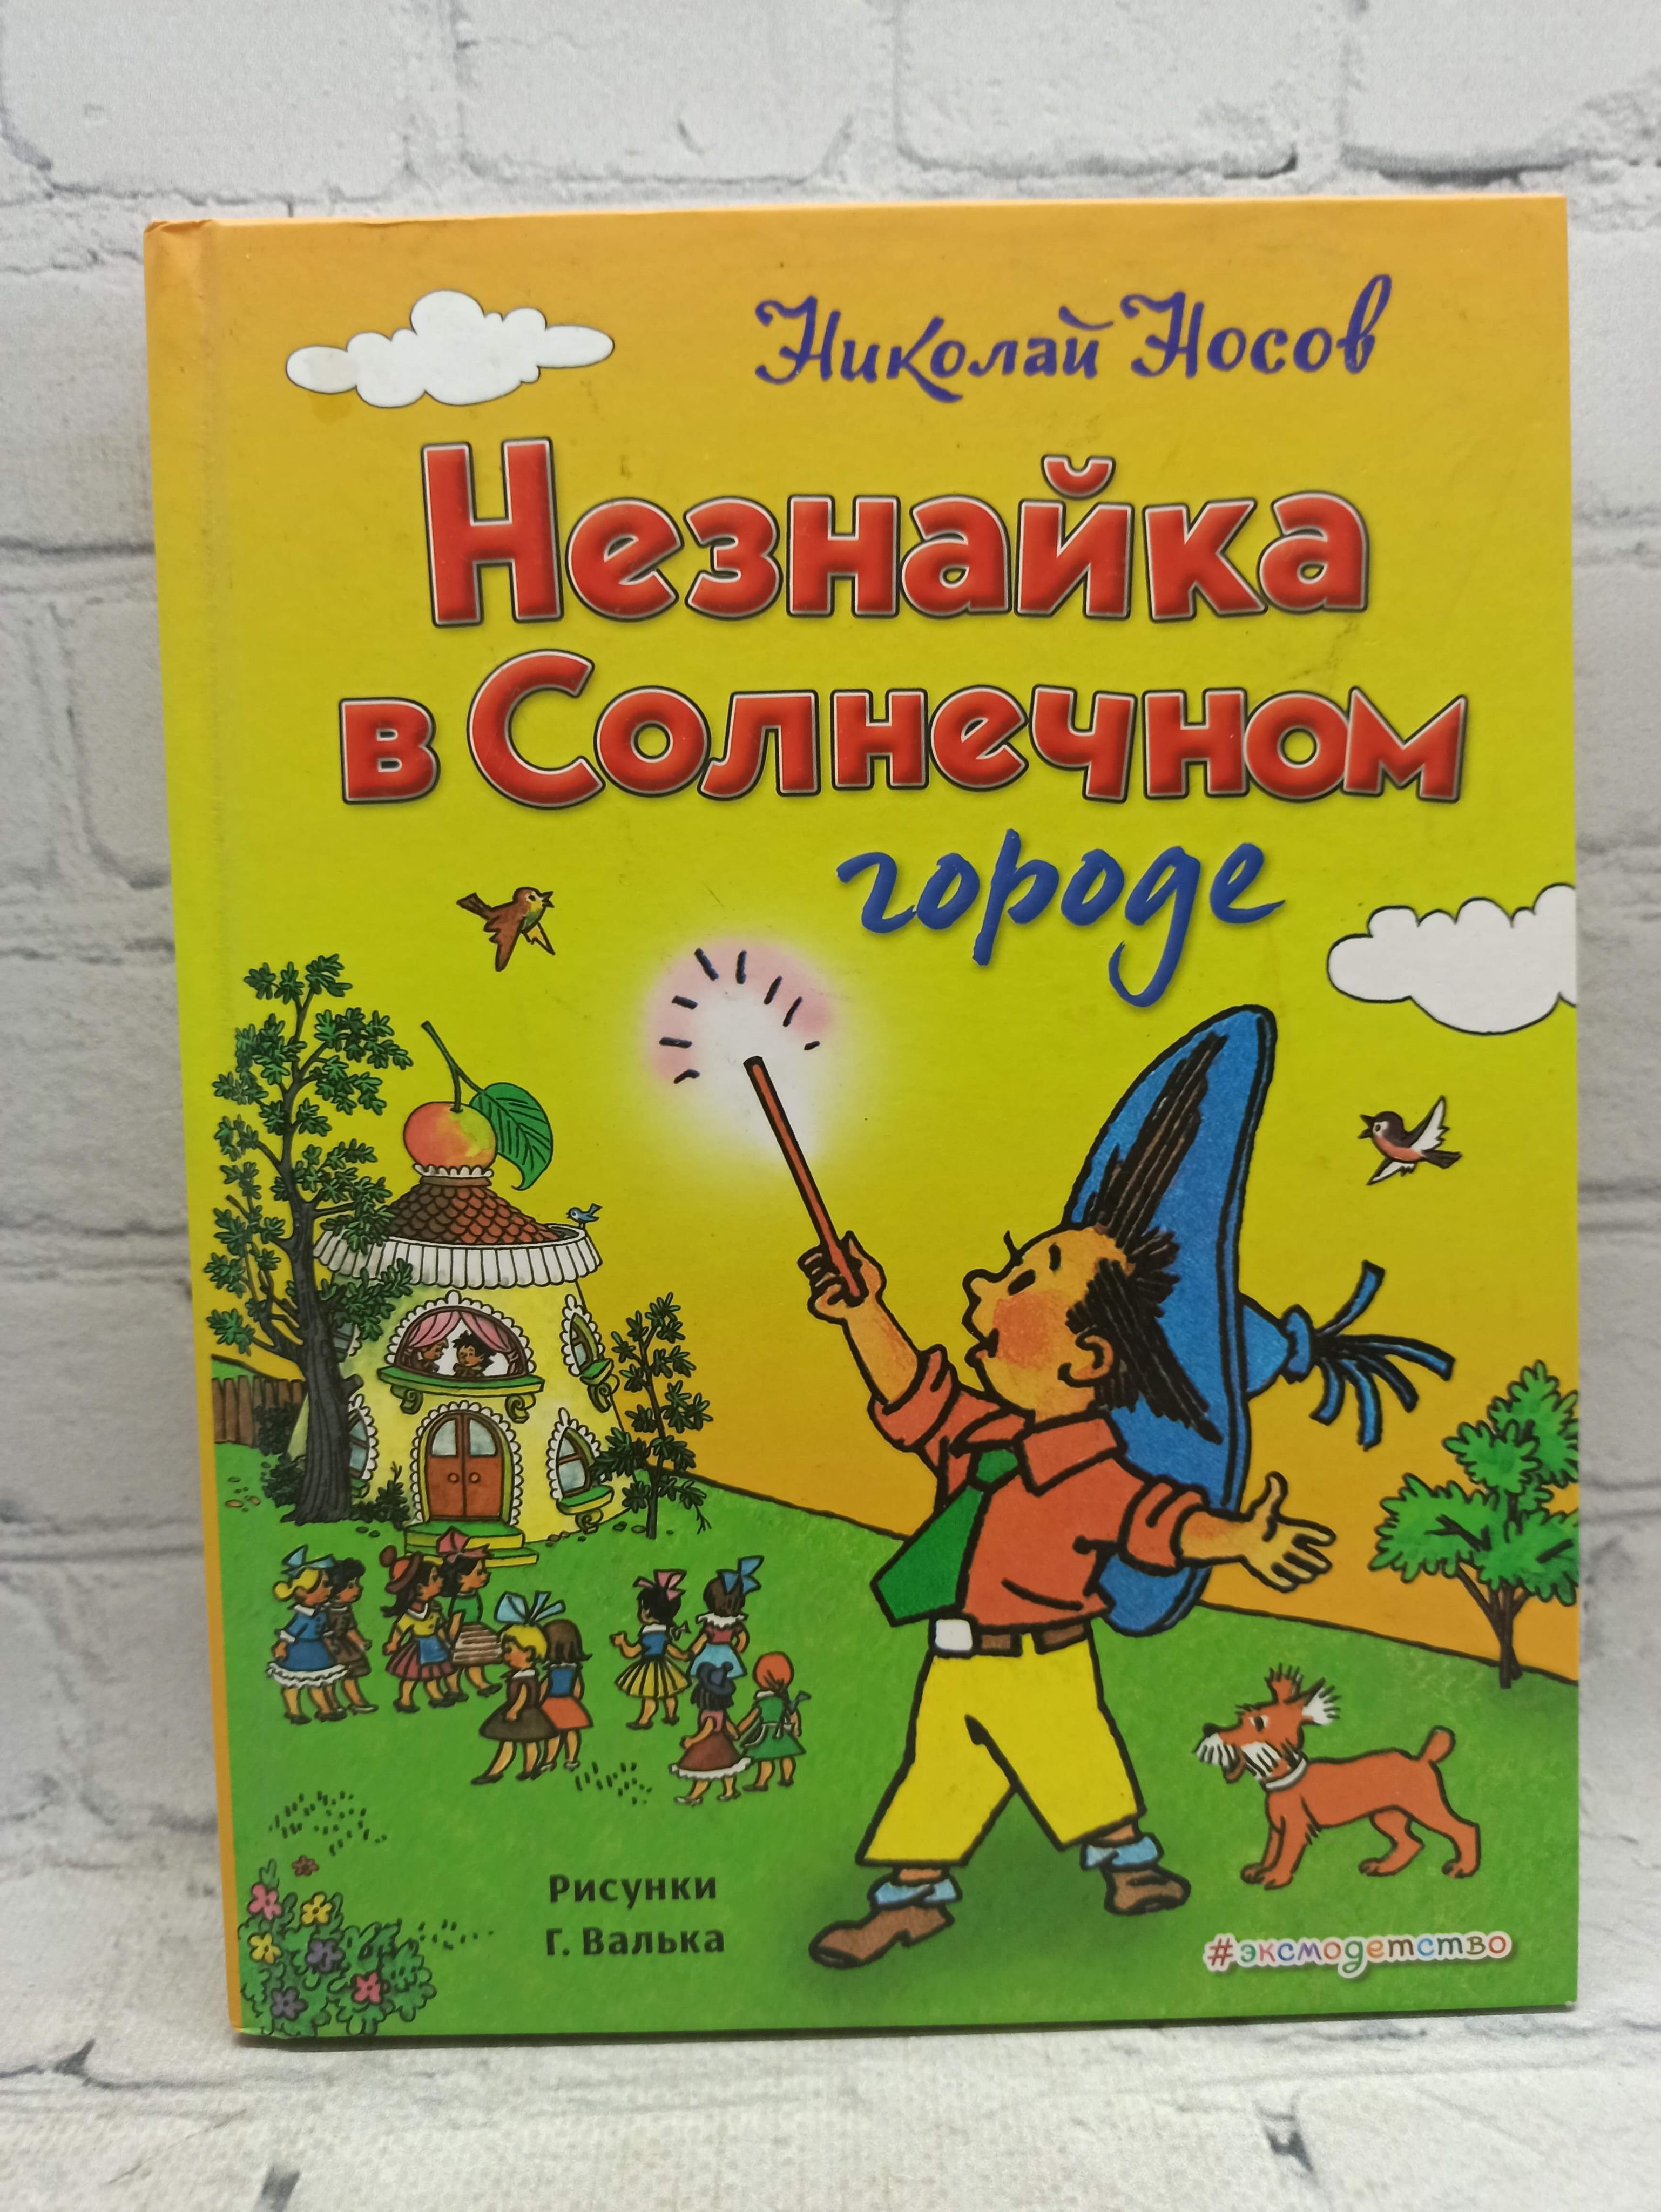 Николай Носов
Незнайка
в Солнечном
городе
Рисунки
Г. Валька
#эксмодетство